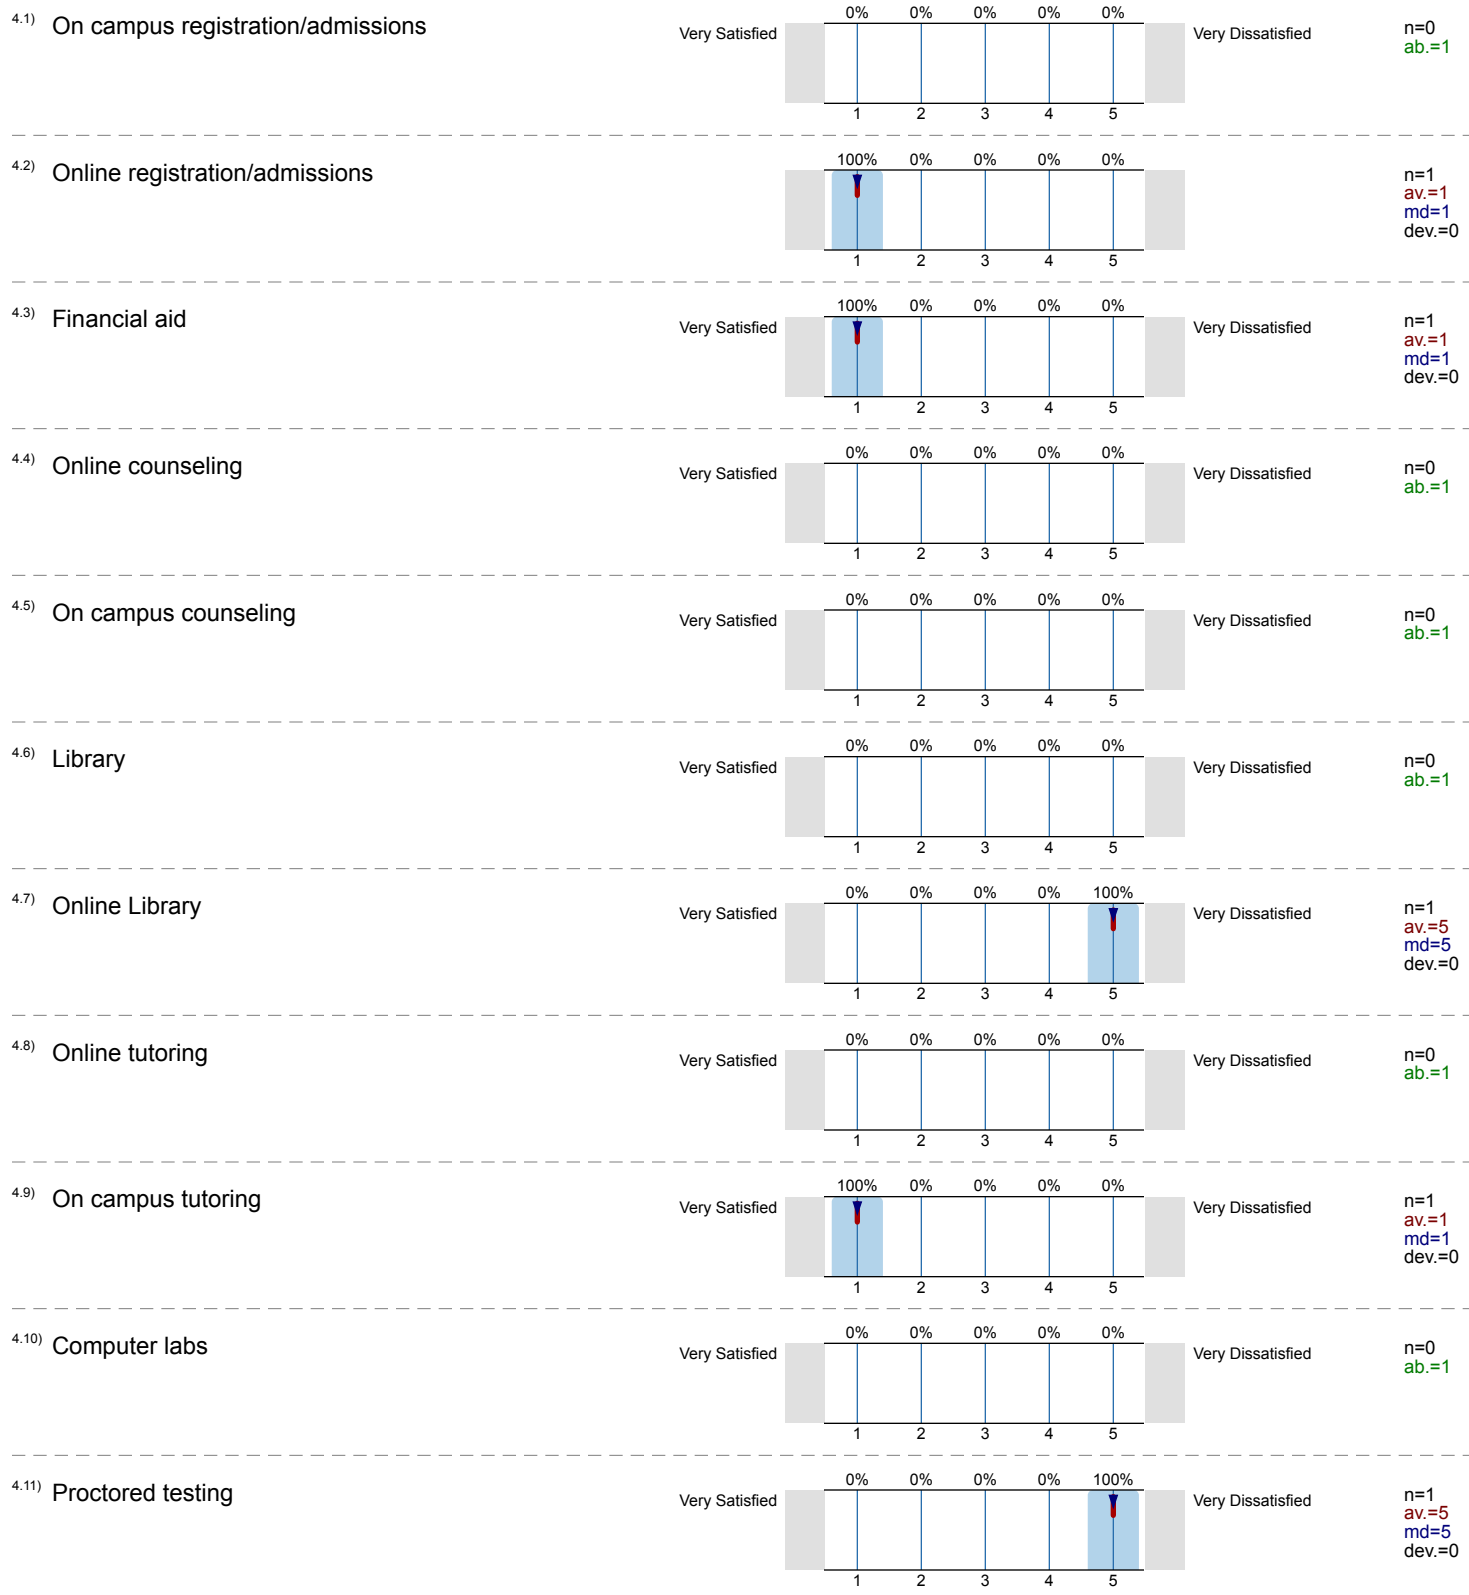 4.1) On campus registration/admissions
0% 0% 0% 0% 0%
Very Satisfied Very Dissatisfied
n=0
ab.=1
1 2 3 4 5
4.2) Online registration/admissions
100% 0% 0% 0% 0%
n=1
av.=1
md=1
dev.=0
1 2 3 4 5
4.3) Financial aid
100% 0% 0% 0% 0%
Very Satisfied Very Dissatisfied
n=1
av.=1
md=1
dev.=0
1 2 3 4 5
4.4) Online counseling
0% 0% 0% 0% 0%
Very Satisfied Very Dissatisfied
n=0
ab.=1
1 2 3 4 5
4.5) On campus counseling
0% 0% 0% 0% 0%
Very Satisfied Very Dissatisfied
n=0
ab.=1
1 2 3 4 5
4.6) Library
0% 0% 0% 0% 0%
Very Satisfied Very Dissatisfied
n=0
ab.=1
1 2 3 4 5
4.7) Online Library
0% 0% 0% 0% 100%
Very Satisfied Very Dissatisfied
n=1
av.=5
md=5
dev.=0
1 2 3 4 5
4.8) Online tutoring
0% 0% 0% 0% 0%
Very Satisfied Very Dissatisfied
n=0
ab.=1
1 2 3 4 5
4.9) On campus tutoring
100% 0% 0% 0% 0%
Very Satisfied Very Dissatisfied
n=1
av.=1
md=1
dev.=0
1 2 3 4 5
4.10) Computer labs
0% 0% 0% 0% 0%
Very Satisfied Very Dissatisfied
n=0
ab.=1
1 2 3 4 5
4.11) Proctored testing
0% 0% 0% 0% 100%
Very Satisfied Very Dissatisfied
n=1
av.=5
md=5
dev.=0
1 2 3 4 5